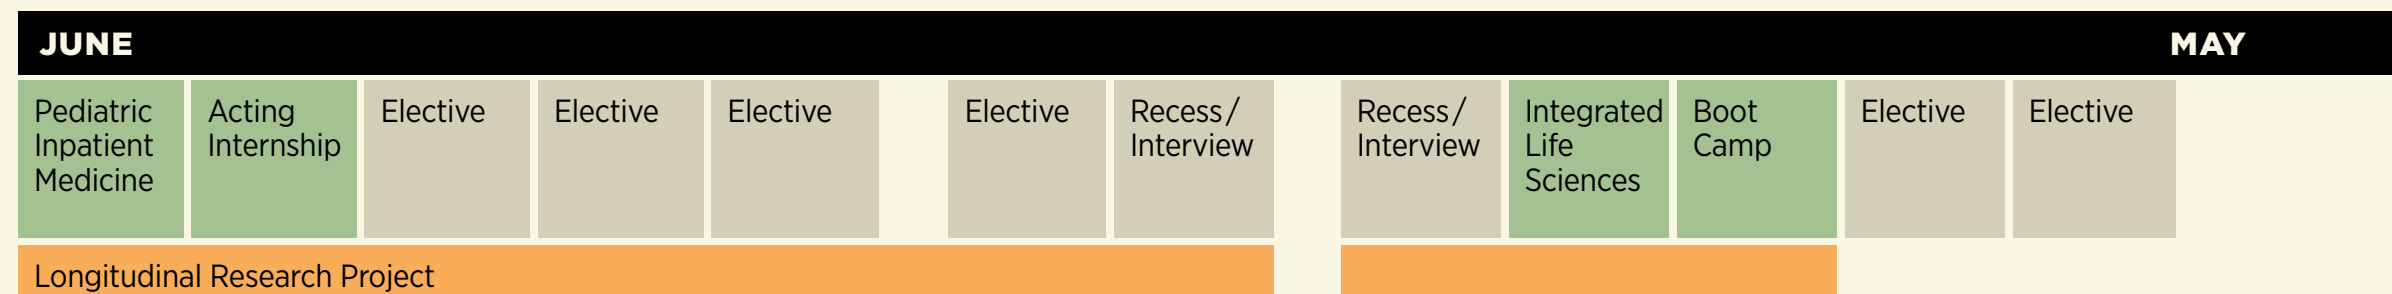 JUNE
MAY
Pediatric
Inpatient
Medicine
Acting
Internship
Elective
Elective
Elective
Elective
Recess/
Interview
Recess/
Interview
Integrated
Life
Sciences
Boot
Camp
Elective
Elective
Longitudinal Research Project